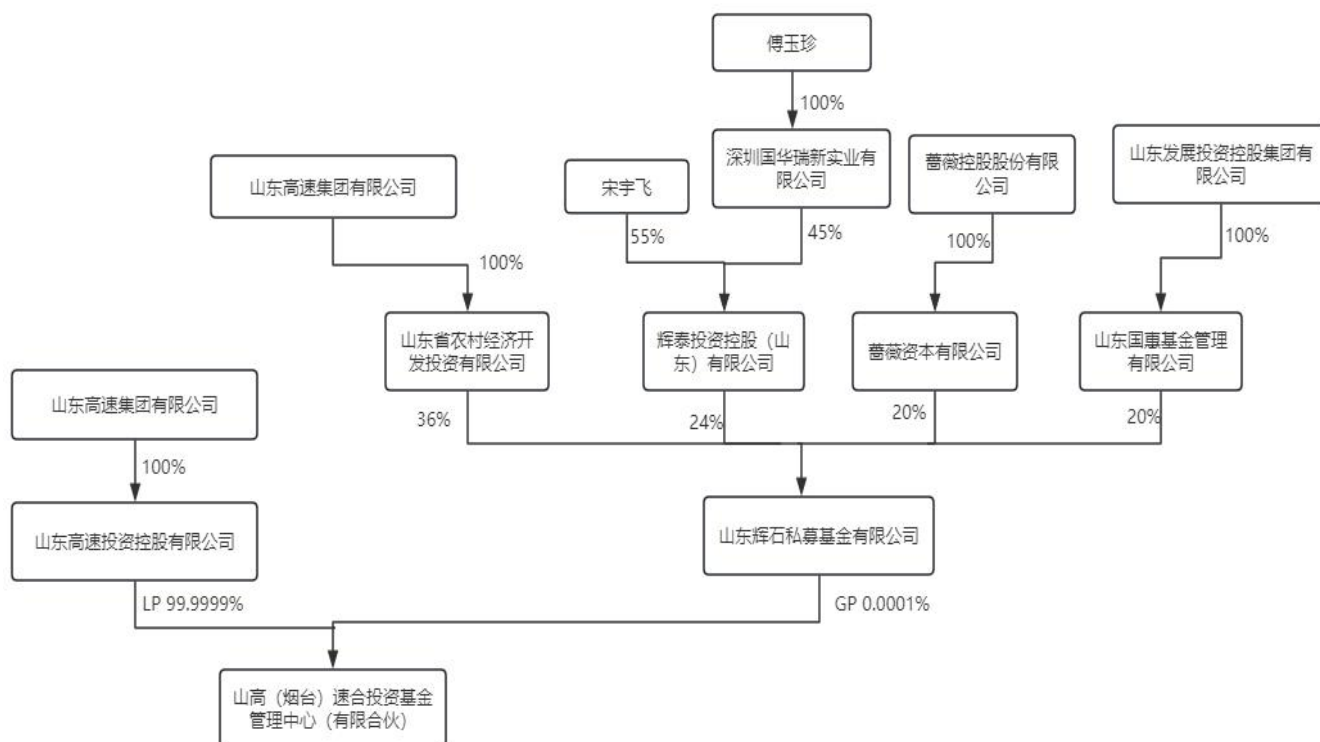 傅玉珍
100%
深圳国华瑞新实业有
限公司
蔷薇控股股份有限
公司
山东发展投资控股集团有
限公司
山东高速集团有限公司
宋宇飞
55%
45%
100%
100%
100%
山东省农村经济开
发投资有限公司
辉泰投资控股（山
东）有限公司
蔷薇资本有限公司
山东国惠基金管理
有限公司
山东高速集团有限公司
36%
24%
20%
20%
100%
山东高速投资控股有限公司
山东辉石私募基金有限公司
LP 99.9999%
GP 0.0001%
山高（烟台）速合投资基金
管理中心（有限合伙）